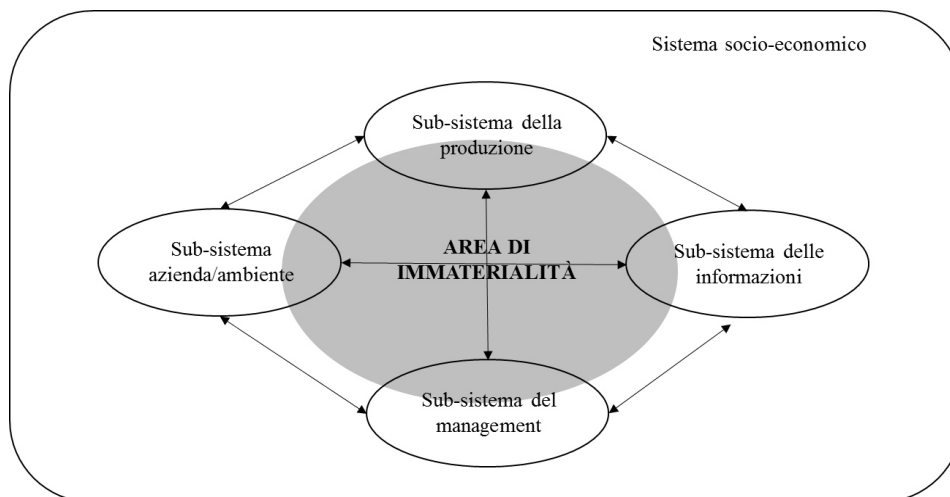 Sistema socio-economico
Sub-sistema della
produzione
Sub-sistema
azienda/ambiente
AREA DI
IMMATERIALITÀ
Sub-sistema delle
informazioni
Sub-sistema del
management